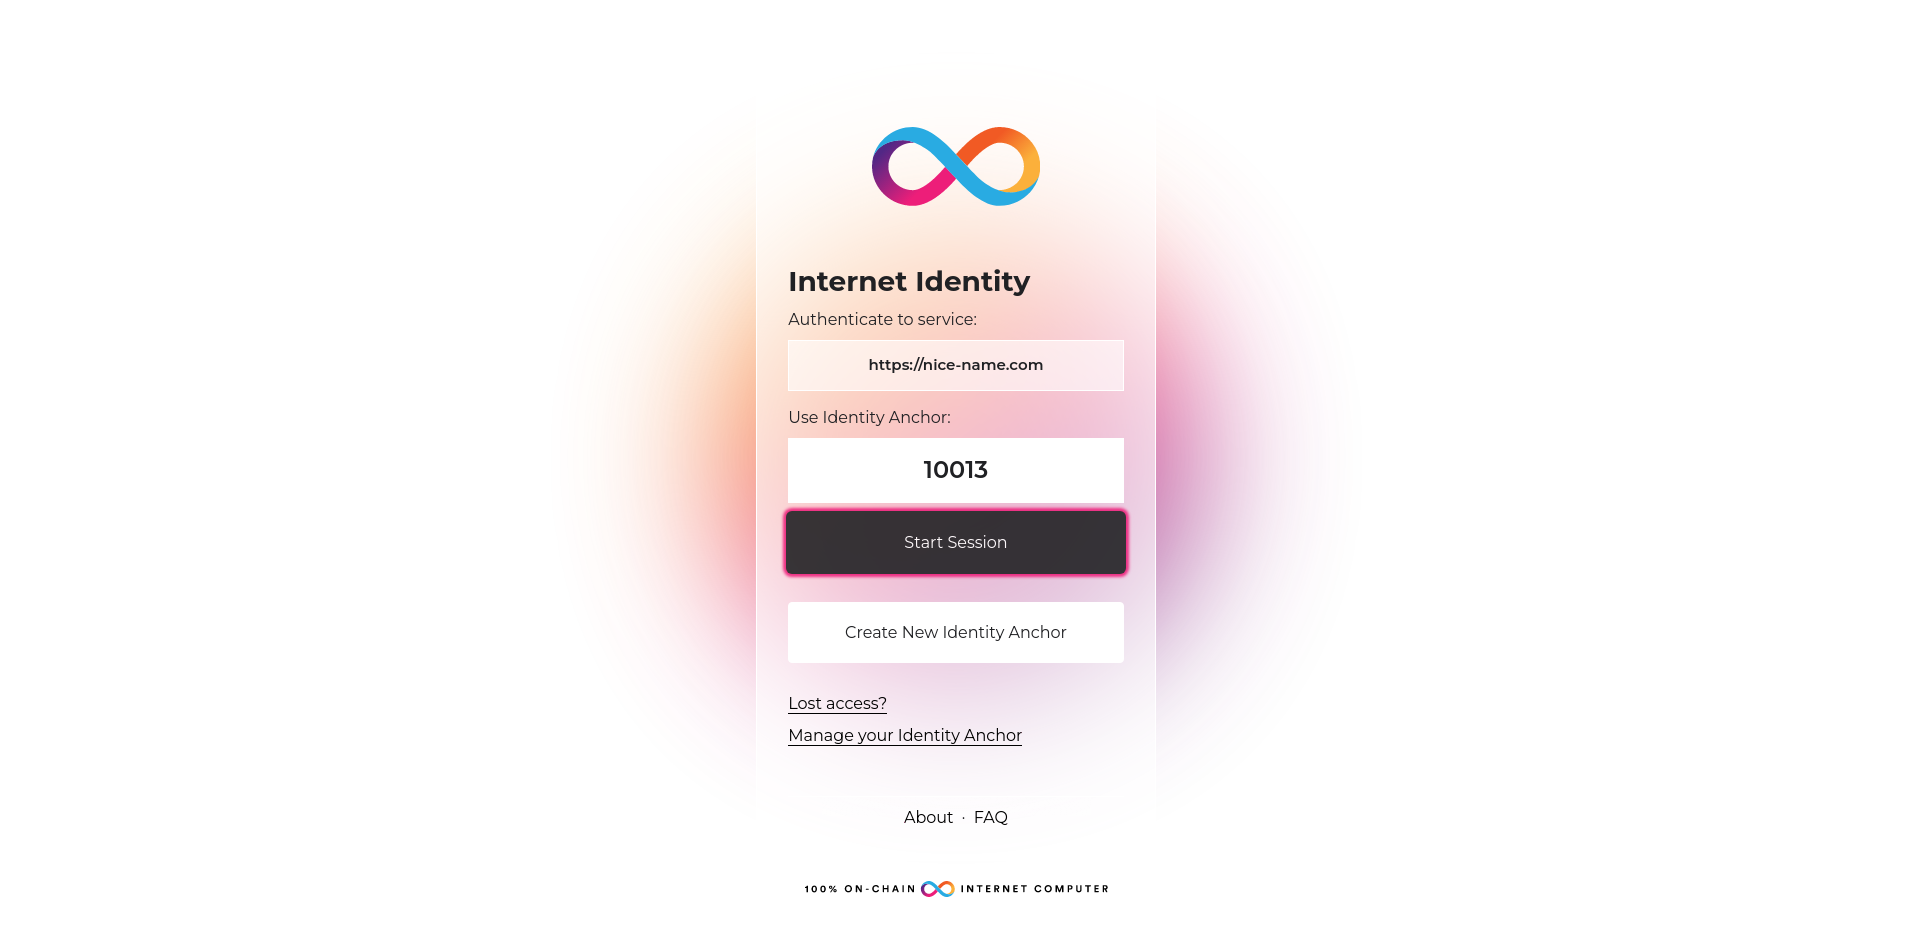 Internet Identity
Authenticate to service:
https://nice-name.com
Use Identity Anchor:
10013
Start Session
Create New Identity Anchor
Lost access?
Manage your Identity Anchor
About · FAQ
100% ON-CHAIN INTERNET COMPUTER